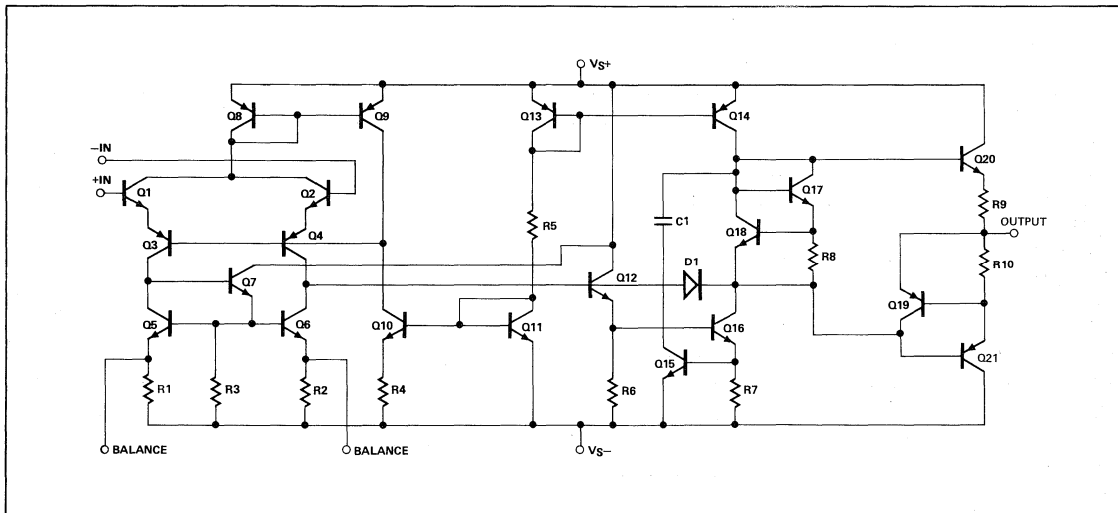 Vs+
Q8
Q9
Q13
Q14
−IN
+IN
Q1
Q2
Q20
Q17
R9
OUTPUT
Q3
Q4
R5
C1
Q18
R8
R10
Q7
Q12
D1
Q19
Q5
Q6
Q10
Q11
Q16
Q15
Q21
R1
R3
R2
R4
R6
R7
BALANCE
BALANCE
Vs−